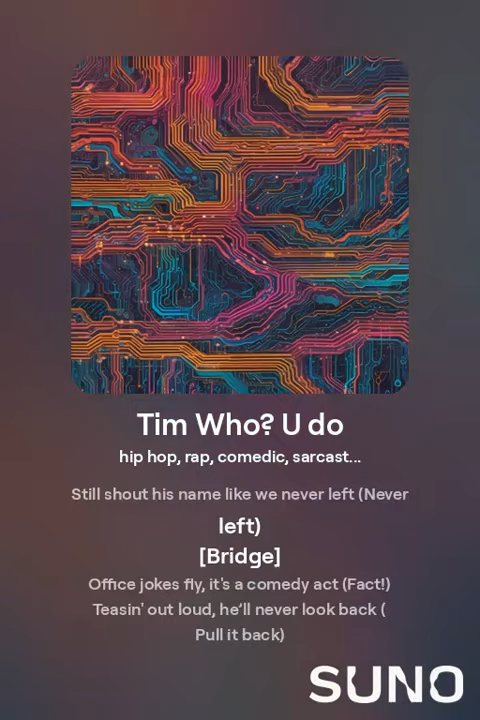 Tim Who? U do
hip hop, rap, comedic, sarcast...
Still shout his name like we never left (Never
left)
[Bridge]
Office jokes fly, it's a comedy act (Fact!)
Teasin' out loud, he'll never look back (
Pull it back)
SUNO